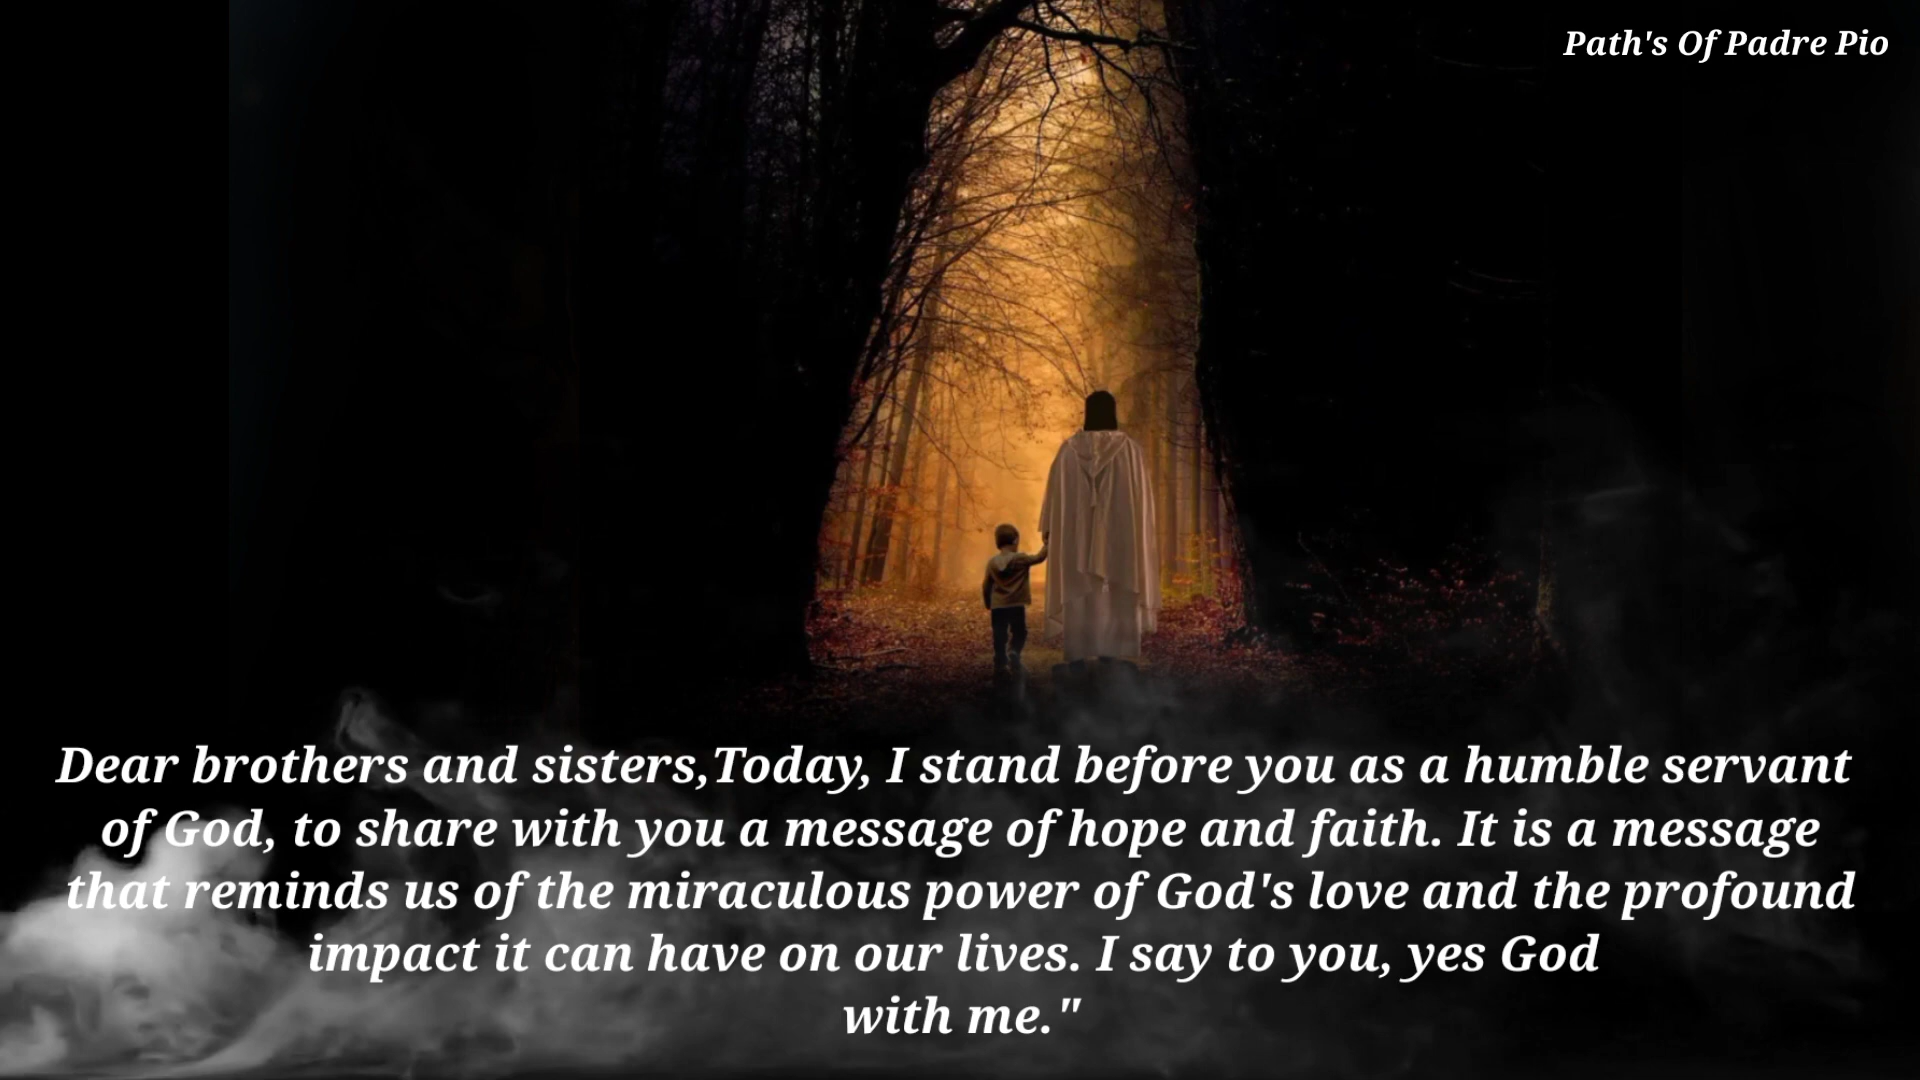 Path's Of Padre Pio
Dear brothers and sisters,Today, I stand before you as a humble servant
of God, to share with you a message of hope and faith. It is a message
that reminds us of the miraculous power of God's love and the profound
impact it can have on our lives. I say to you, yes God
with me."